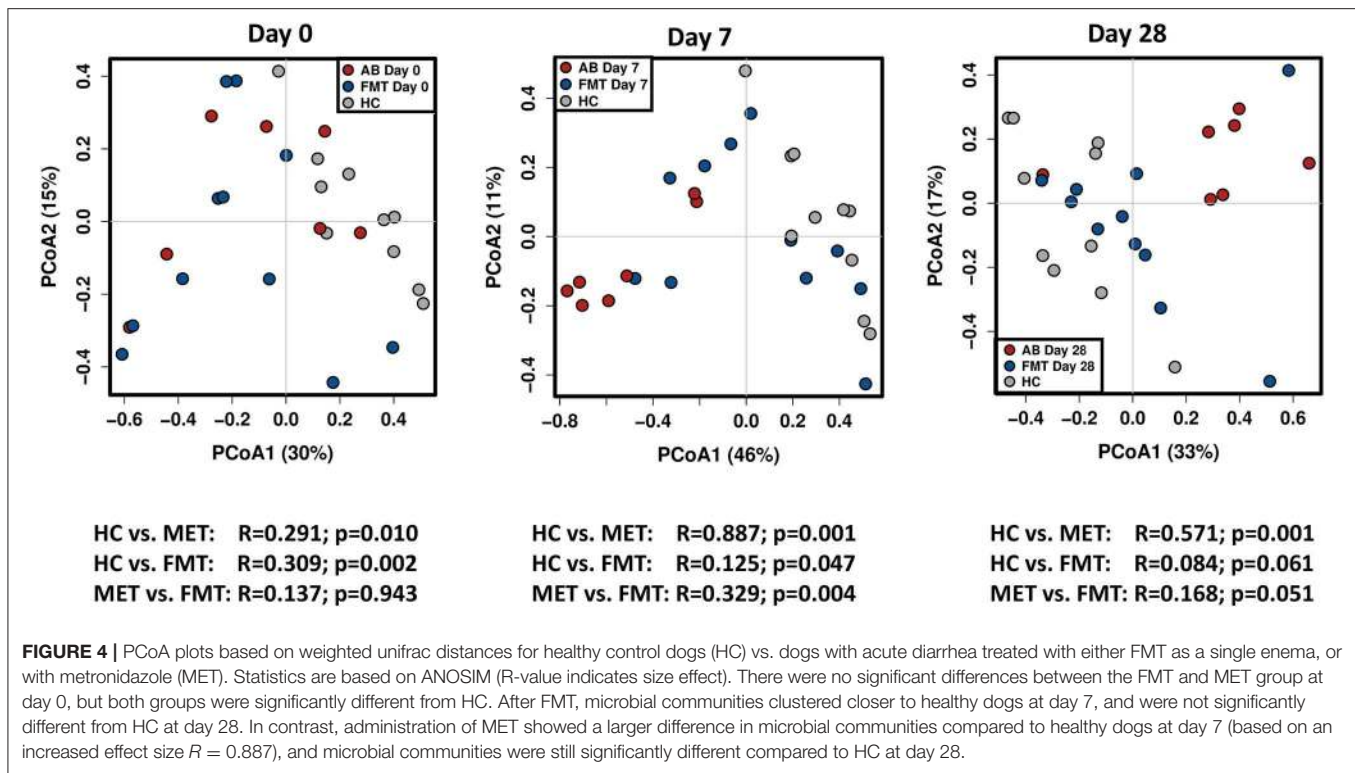 Day 0
Day 7
Day 28
AB Day 0
FMT Day 0
HC
PCoA2 (15%)
0.4
0.2
0.0
−0.2
−0.4
−0.6 −0.4 −0.2 0.0 0.2 0.4
PCoA1 (30%)
AB Day 7
FMT Day 7
HC
PCoA2 (11%)
0.4
0.2
0.0
−0.2
−0.4
−0.8 −0.6 −0.4 −0.2 0.0 0.2 0.4
PCoA1 (46%)
AB Day 28
FMT Day 28
HC
PCoA2 (17%)
0.4
0.2
0.0
−0.2
−0.4
−0.4 −0.2 0.0 0.2 0.4 0.6
PCoA1 (33%)
HC vs. MET: R=0.291; p=0.010
HC vs. FMT: R=0.309; p=0.002
MET vs. FMT: R=0.137; p=0.943
HC vs. MET: R=0.887; p=0.001
HC vs. FMT: R=0.125; p=0.047
MET vs. FMT: R=0.329; p=0.004
HC vs. MET: R=0.571; p=0.001
HC vs. FMT: R=0.084; p=0.061
MET vs. FMT: R=0.168; p=0.051
FIGURE 4 | PCoA plots based on weighted unifrac distances for healthy control dogs (HC) vs. dogs with acute diarrhea treated with either FMT as a single enema, or
with metronidazole (MET). Statistics are based on ANOSIM (R-value indicates size effect). There were no significant differences between the FMT and MET group at
day 0, but both groups were significantly different from HC. After FMT, microbial communities clustered closer to healthy dogs at day 7, and were not significantly
different from HC at day 28. In contrast, administration of MET showed a larger difference in microbial communities compared to healthy dogs at day 7 (based on an
increased effect size R = 0.887), and microbial communities were still significantly different compared to HC at day 28.